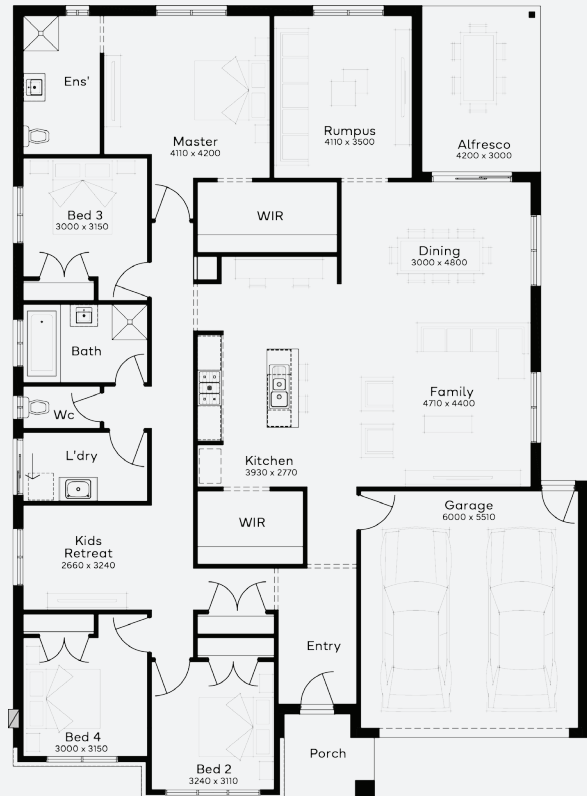 Ens'
Master
4110 x 4200
Rumpus
4110 x 3500
Alfresco
4200 x 3000
Bed 3
3000 x 3150
WIR
Dining
3000 x 4800
Bath
Wc
Family
4710 x 4400
L'dry
Kitchen
3930 x 2770
WIR
Garage
6000 x 5510
Kids
Retreat
2660 x 3240
Entry
Bed 4
3000 x 3150
Bed 2
3240 x 3110
Porch